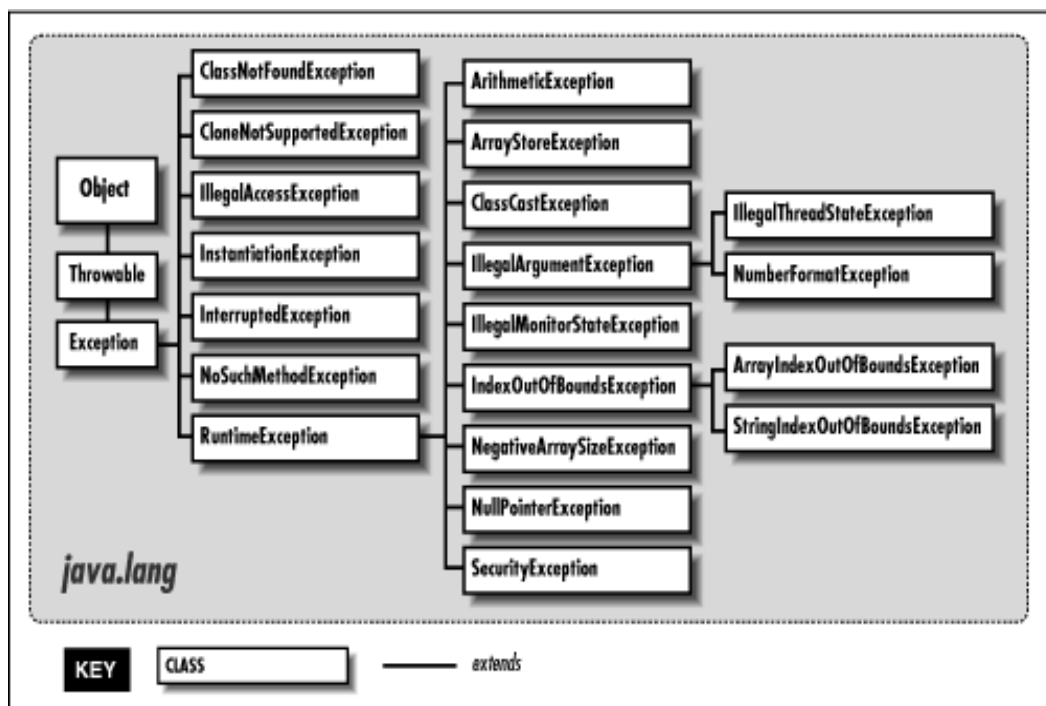 Object
Throwable
Exception
ClassNotFoundException
CloneNotSupportedException
IllegalAccessException
InstantiationException
InterruptedException
NoSuchMethodException
RuntimeException
ArithmeticException
ArrayStoreException
ClassCastException
IllegalArgumentException
IllegalMonitorStateException
IndexOutOfBoundsException
NegativeArraySizeException
NullPointerException
SecurityException
IllegalThreadStateException
NumberFormatException
ArrayIndexOutOfBoundsException
StringIndexOutOfBoundsException
java.lang
KEY
CLASS
extends